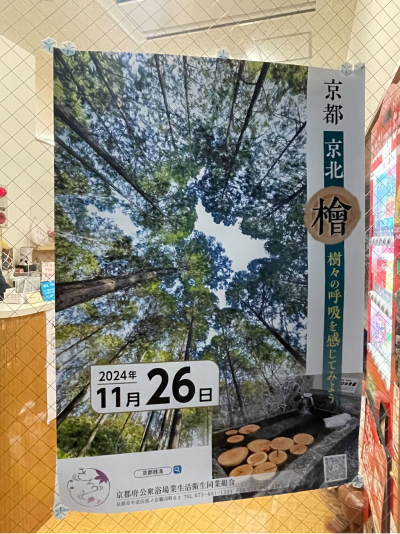 京都
京北
檜
樹々の呼吸を感じてみよう
2024年
11月26日
京都銭湯
京都府公衆浴場業生活衛生同業組合